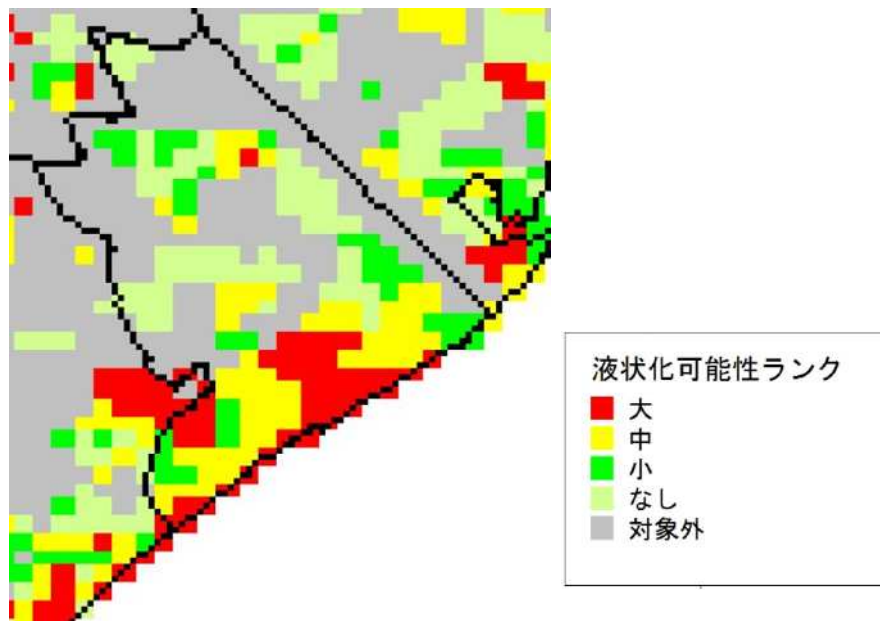 液状化可能性ランク
大
中
小
なし
対象外